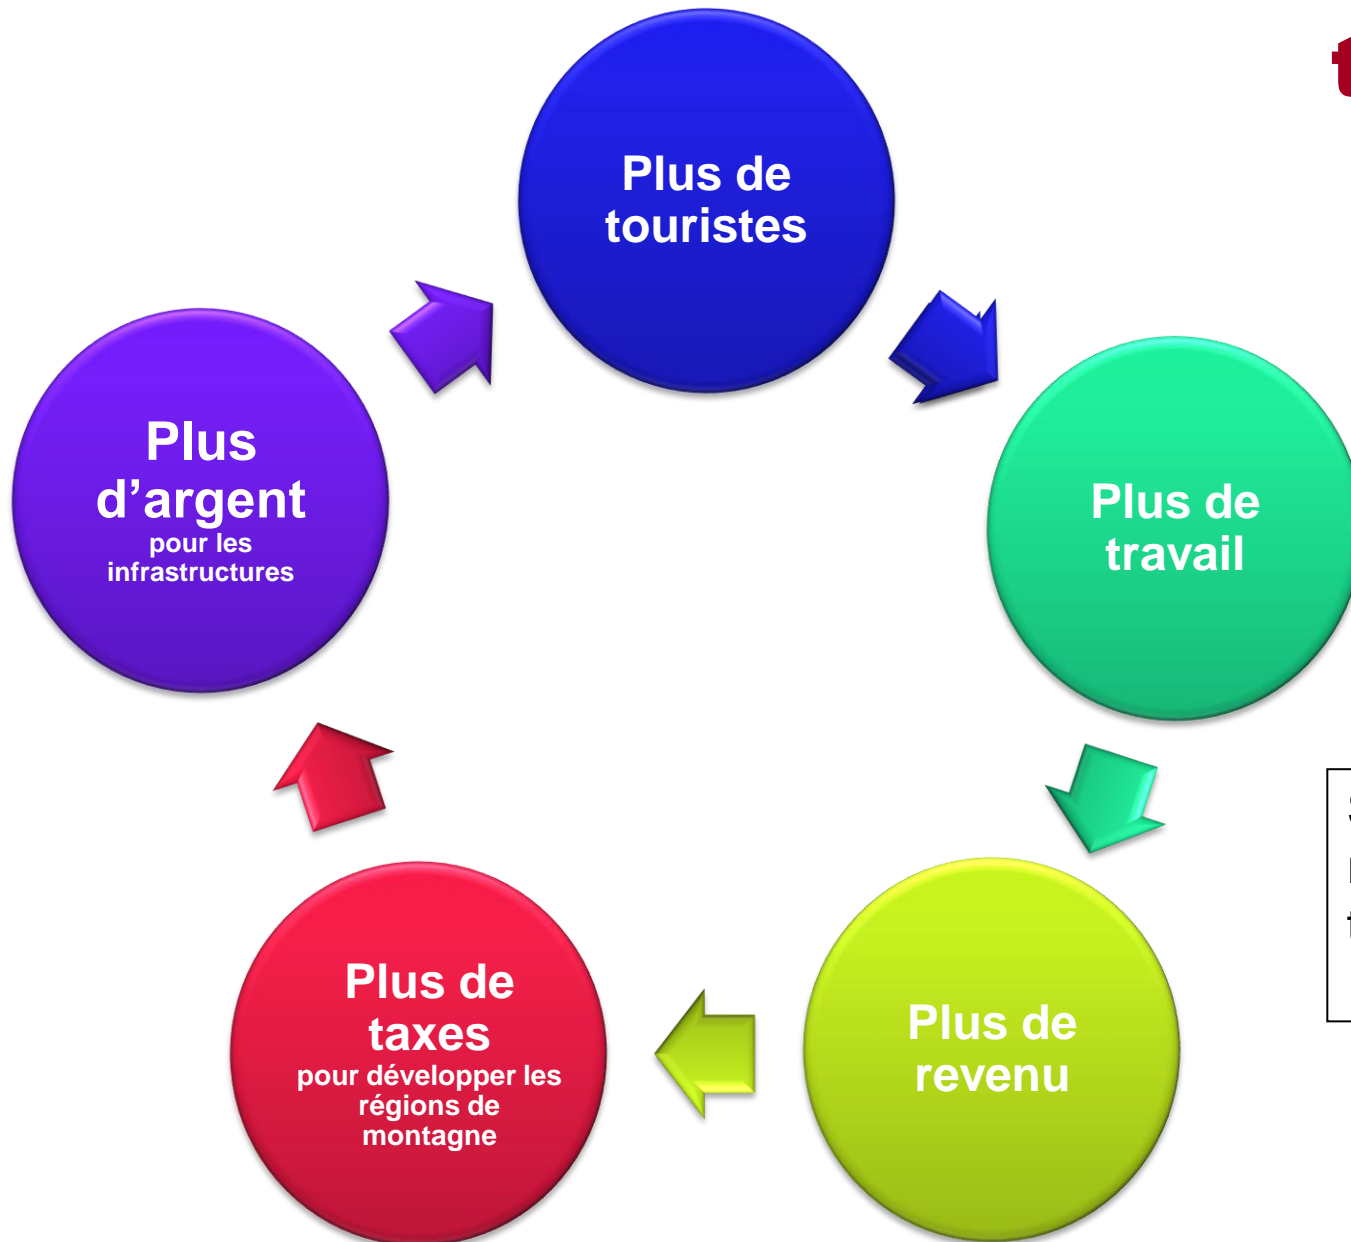 Plus de
touristes
Plus de
travail
Plus de
revenu
Plus de
taxes
pour développer les
régions de
montagne
Plus
d’argent
pour les
infrastructures